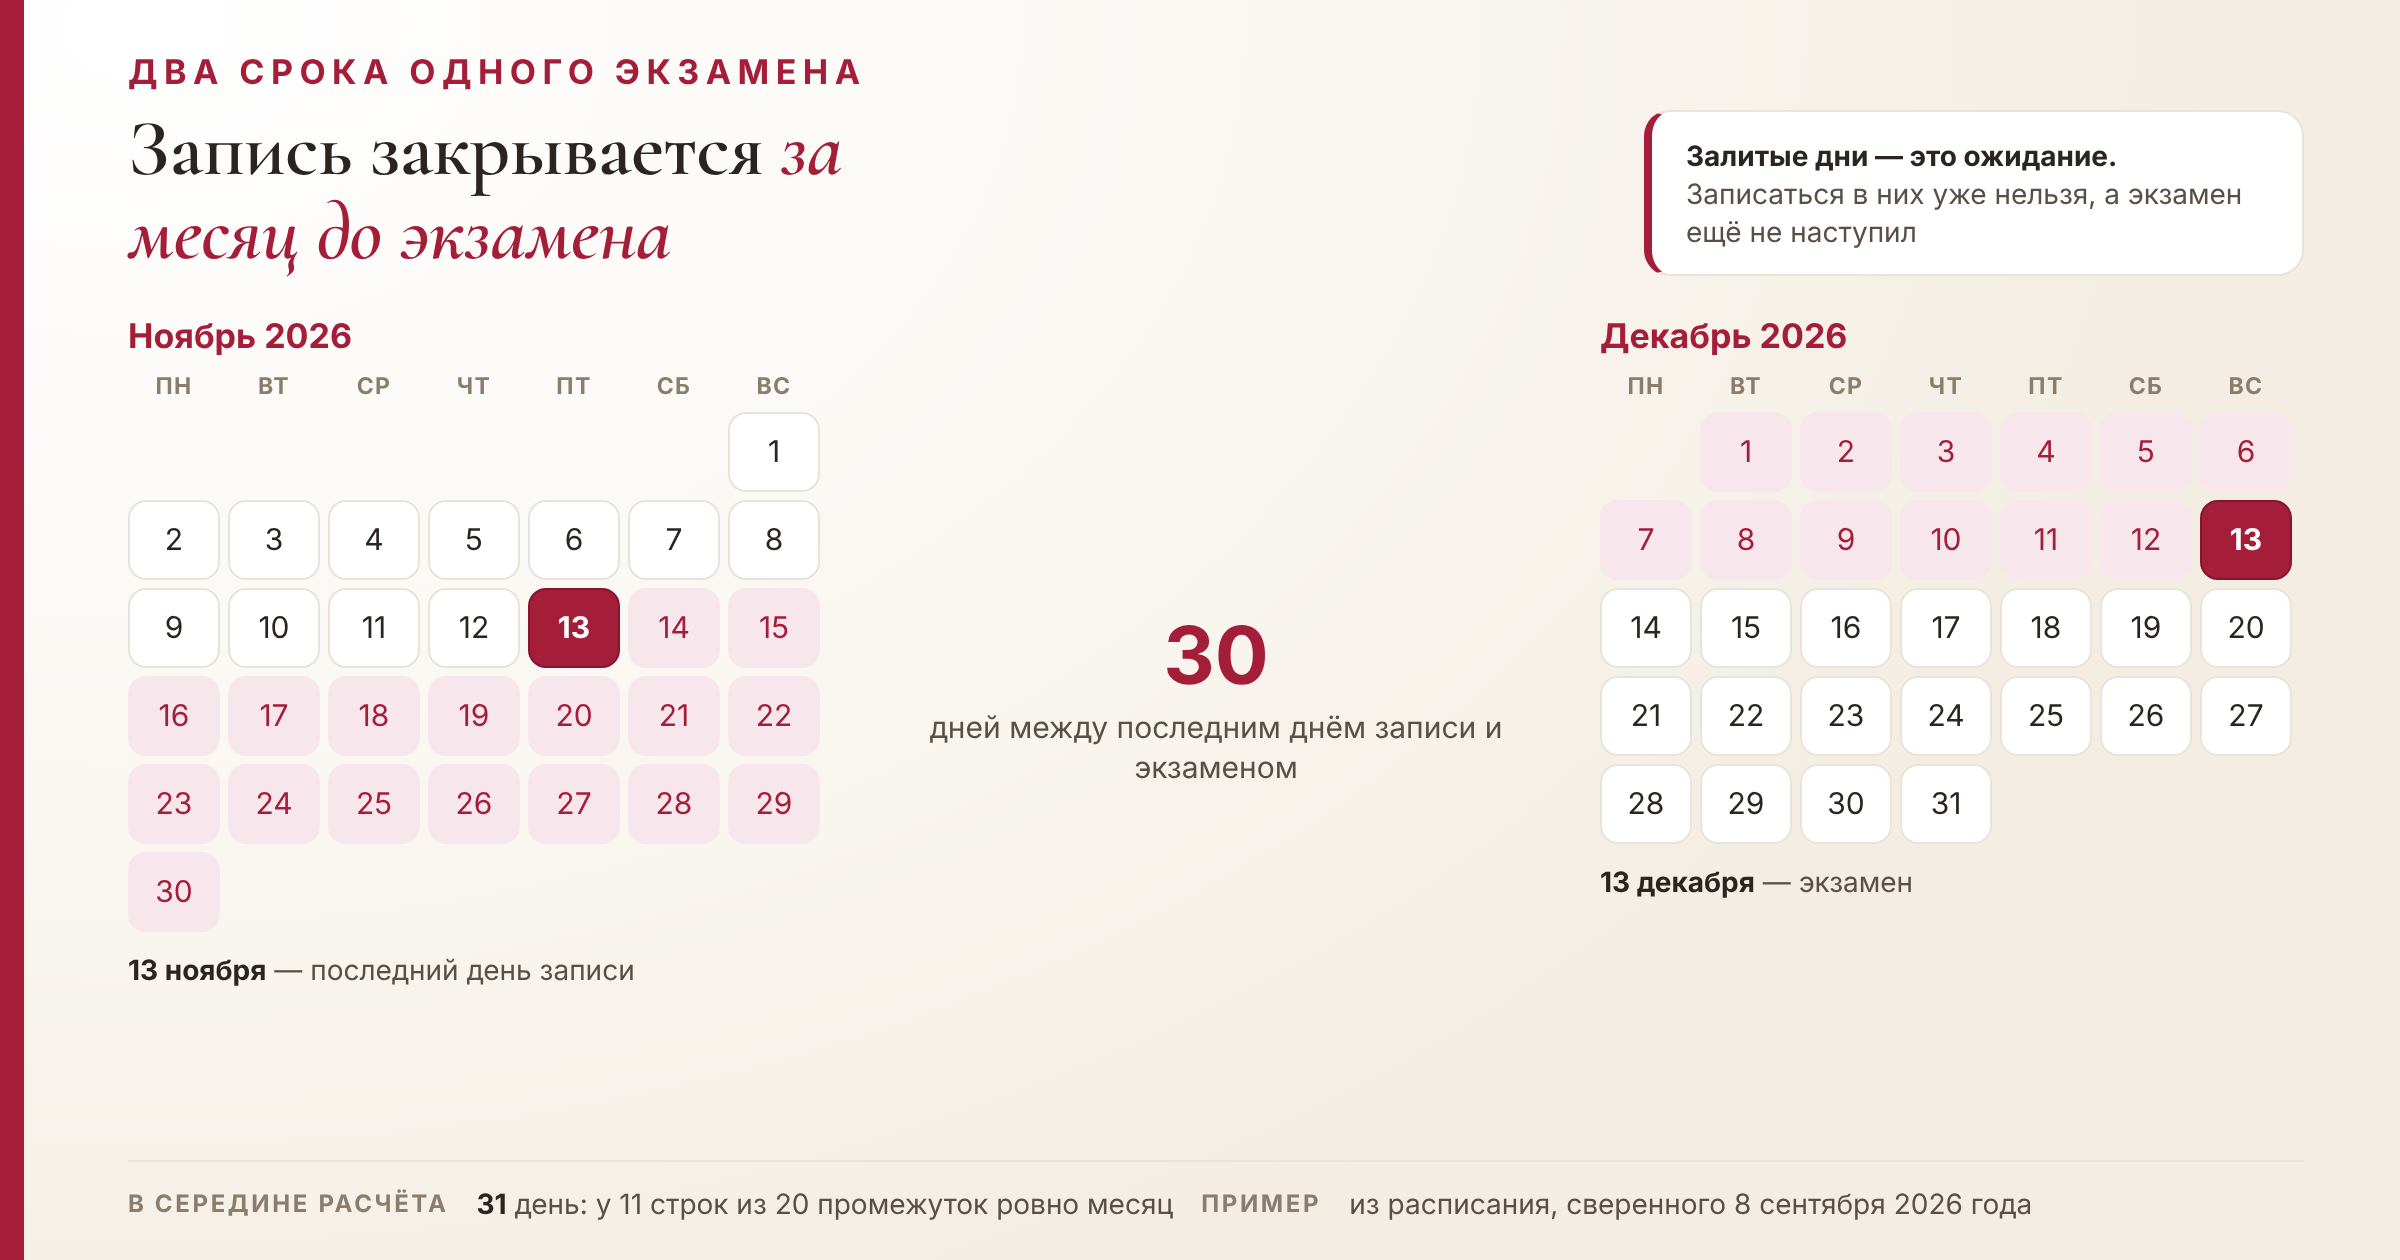 ДВА СРОКА ОДНОГО ЭКЗАМЕНА
Запись закрывается за
месяц до экзамена
Залитые дни — это ожидание.
Записаться в них уже нельзя, а экзамен
ещё не наступил
Ноябрь 2026
ПН ВТ СР ЧТ ПТ СБ ВС
1
2 3 4 5 6 7 8
9 10 11 12 13 14 15
16 17 18 19 20 21 22
23 24 25 26 27 28 29
30
13 ноября — последний день записи
30
дней между последним днём записи и
экзаменом
Декабрь 2026
ПН ВТ СР ЧТ ПТ СБ ВС
1 2 3 4 5 6
7 8 9 10 11 12 13
14 15 16 17 18 19 20
21 22 23 24 25 26 27
28 29 30 31
13 декабря — экзамен
В СЕРЕДИНЕ РАСЧЁТА 31 день: у 11 строк из 20 промежуток ровно месяц ПРИМЕР из расписания, сверенного 8 сентября 2026 года